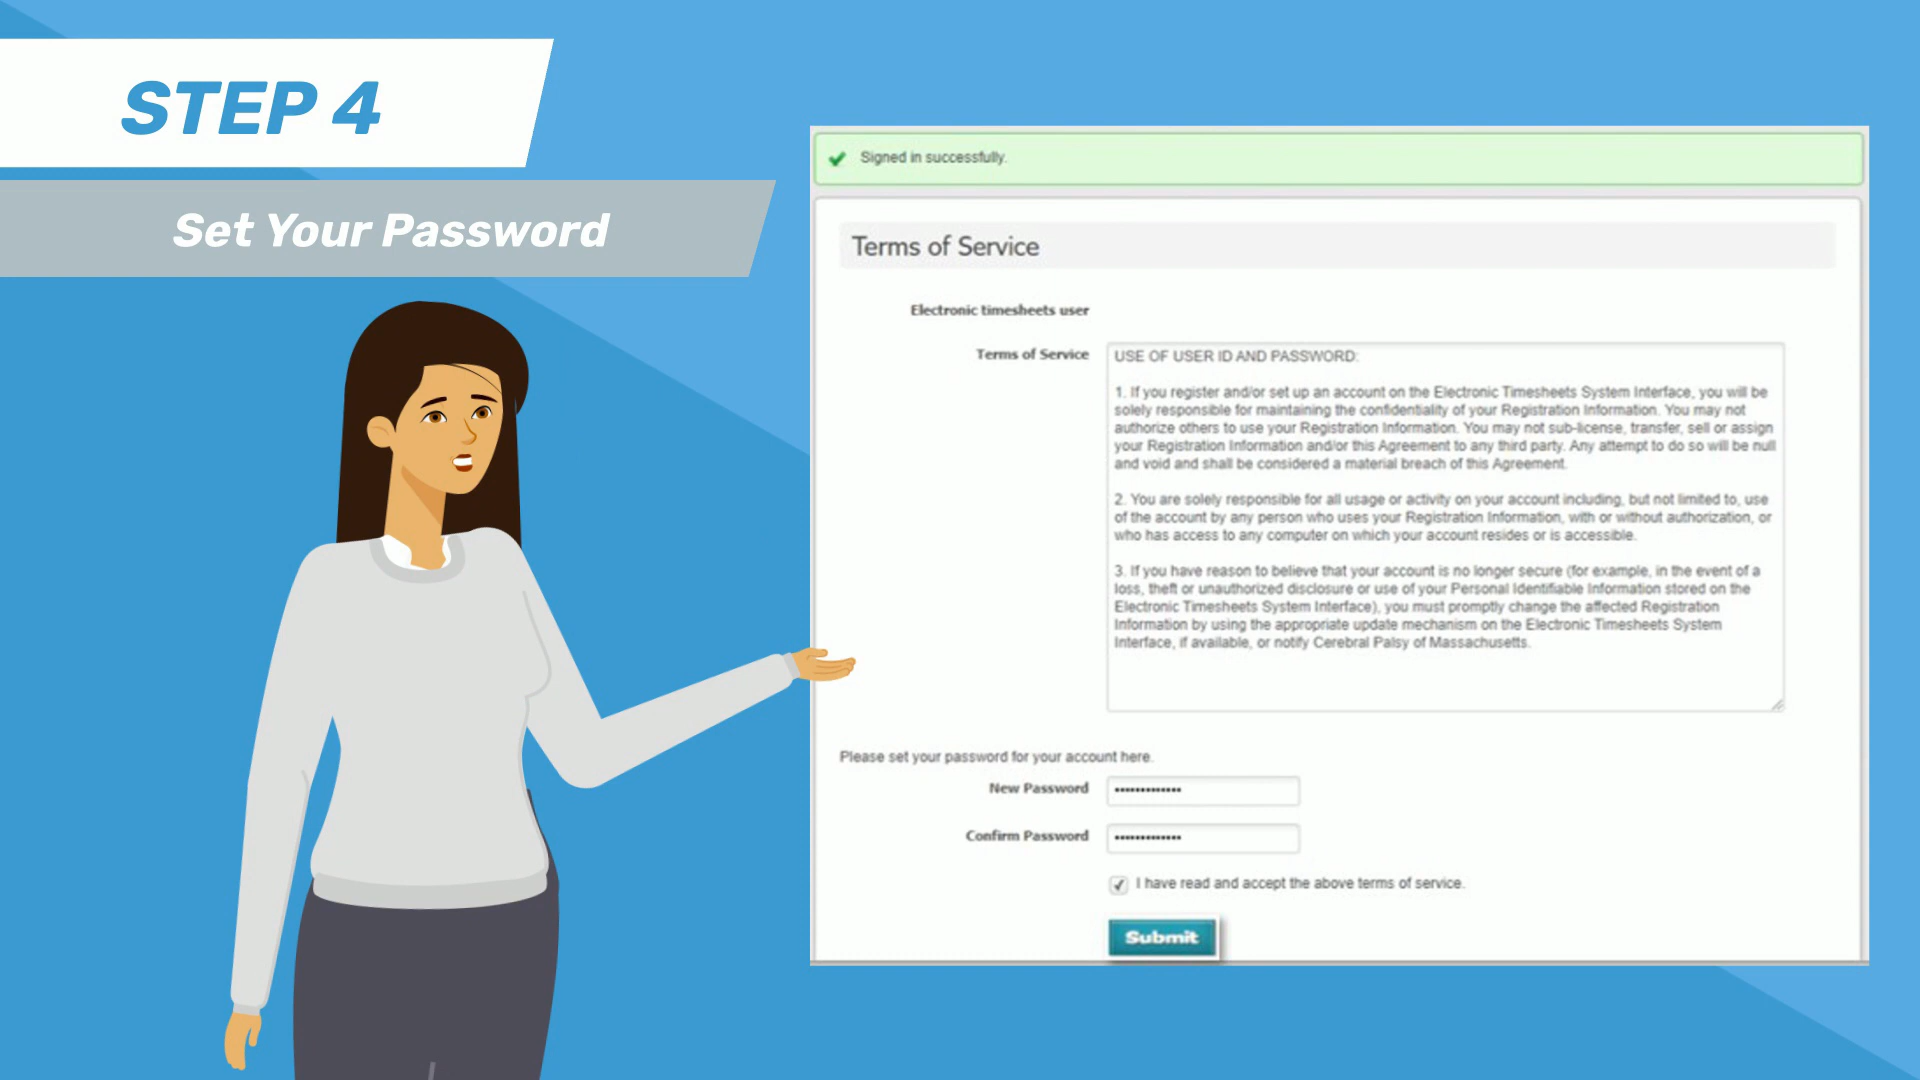 STEP 4
Set Your Password
Signed in successfully.
Terms of Service
Electronic timesheets user
Terms of Service
USE OF USER ID AND PASSWORD:
1. If you register and/or set up an account on the Electronic Timesheets System Interface, you will be
solely responsible for maintaining the confidentiality of your Registration Information. You may not
authorize others to use your Registration Information. You may not sub-license, transfer, sell or assign
your Registration Information and/or this Agreement to any third party. Any attempt to do so will be null
and void and shall be considered a material breach of this Agreement.
2. You are solely responsible for all usage or activity on your account including, but not limited to, use
of the account by any person who uses your Registration Information, with or without authorization, or
who has access to any computer on which your account resides or is accessible.
3. If you have reason to believe that your account is no longer secure (for example, in the event of a
loss, theft or unauthorized disclosure or use of your Personal Identifiable Information stored on the
Electronic Timesheets System Interface), you must promptly change the affected Registration
Information by using the appropriate update mechanism on the Electronic Timesheets System
Interface, if available, or notify Cerebral Palsy of Massachusetts.
Please set your password for your account here.
New Password
Confirm Password
I have read and accept the above terms of service.
Submit